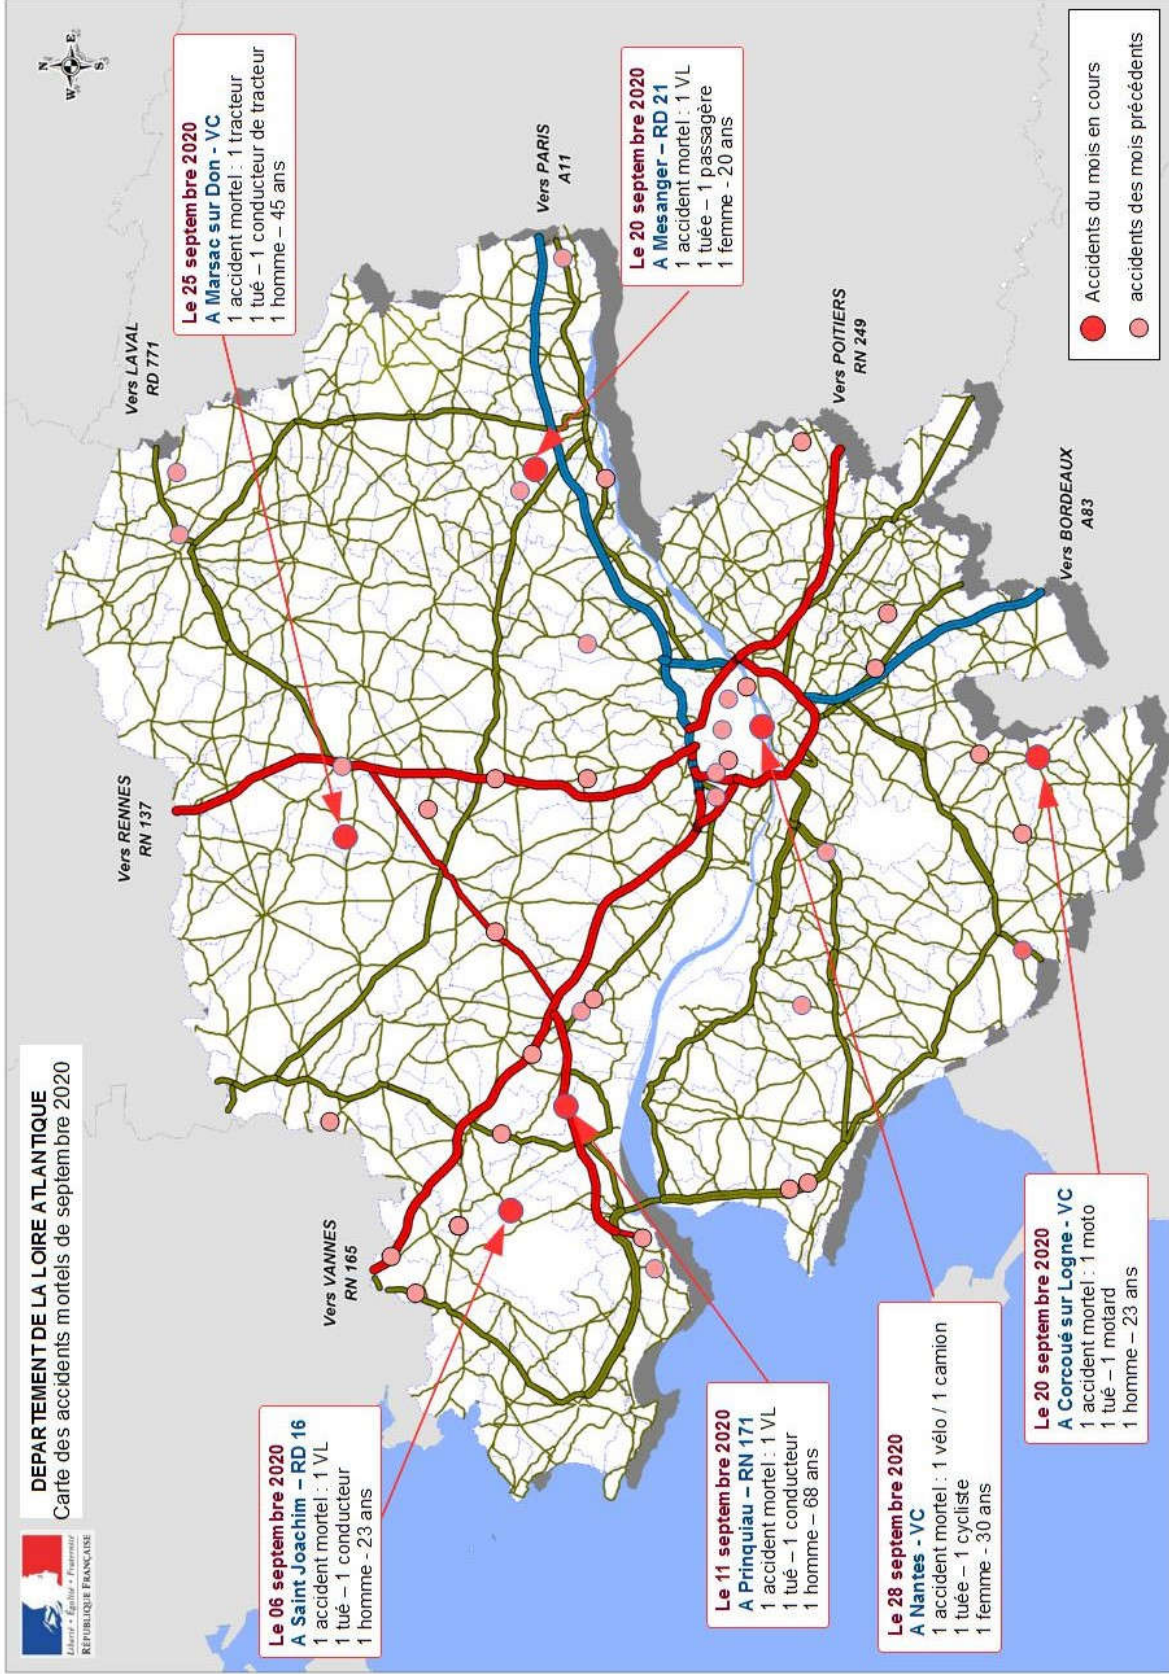 Liberté • Égalité • Fraternité
RÉPUBLIQUE FRANÇAISE
DEPARTEMENT DE LA LOIRE ATLANTIQUE
Carte des accidents mortels de septembre 2020
N
W
E
S
Le 06 septembre 2020
A Saint Joachim – RD 16
1 accident mortel : 1 VL
1 tué – 1 conducteur
1 homme - 23 ans
Vers VANNES
RN 165
Vers RENNES
RN 137
Vers LAVAL
RD 771
Le 25 septembre 2020
A Marsac sur Don - VC
1 accident mortel : 1 tracteur
1 tué – 1 conducteur de tracteur
1 homme – 45 ans
Vers PARIS
A11
Le 20 septembre 2020
A Mesanger – RD 21
1 accident mortel : 1 VL
1 tuée – 1 passagère
1 femme - 20 ans
Le 11 septembre 2020
A Prinquiau – RN 171
1 accident mortel : 1 VL
1 tué – 1 conducteur
1 homme – 68 ans
Vers POITIERS
RN 249
Le 28 septembre 2020
A Nantes - VC
1 accident mortel : 1 vélo / 1 camion
1 tuée – 1 cycliste
1 femme - 30 ans
Le 20 septembre 2020
A Corcoué sur Logne - VC
1 accident mortel : 1 moto
1 tué – 1 motard
1 homme – 23 ans
Vers BORDEAUX
A83
Accidents du mois en cours
accidents des mois précédents